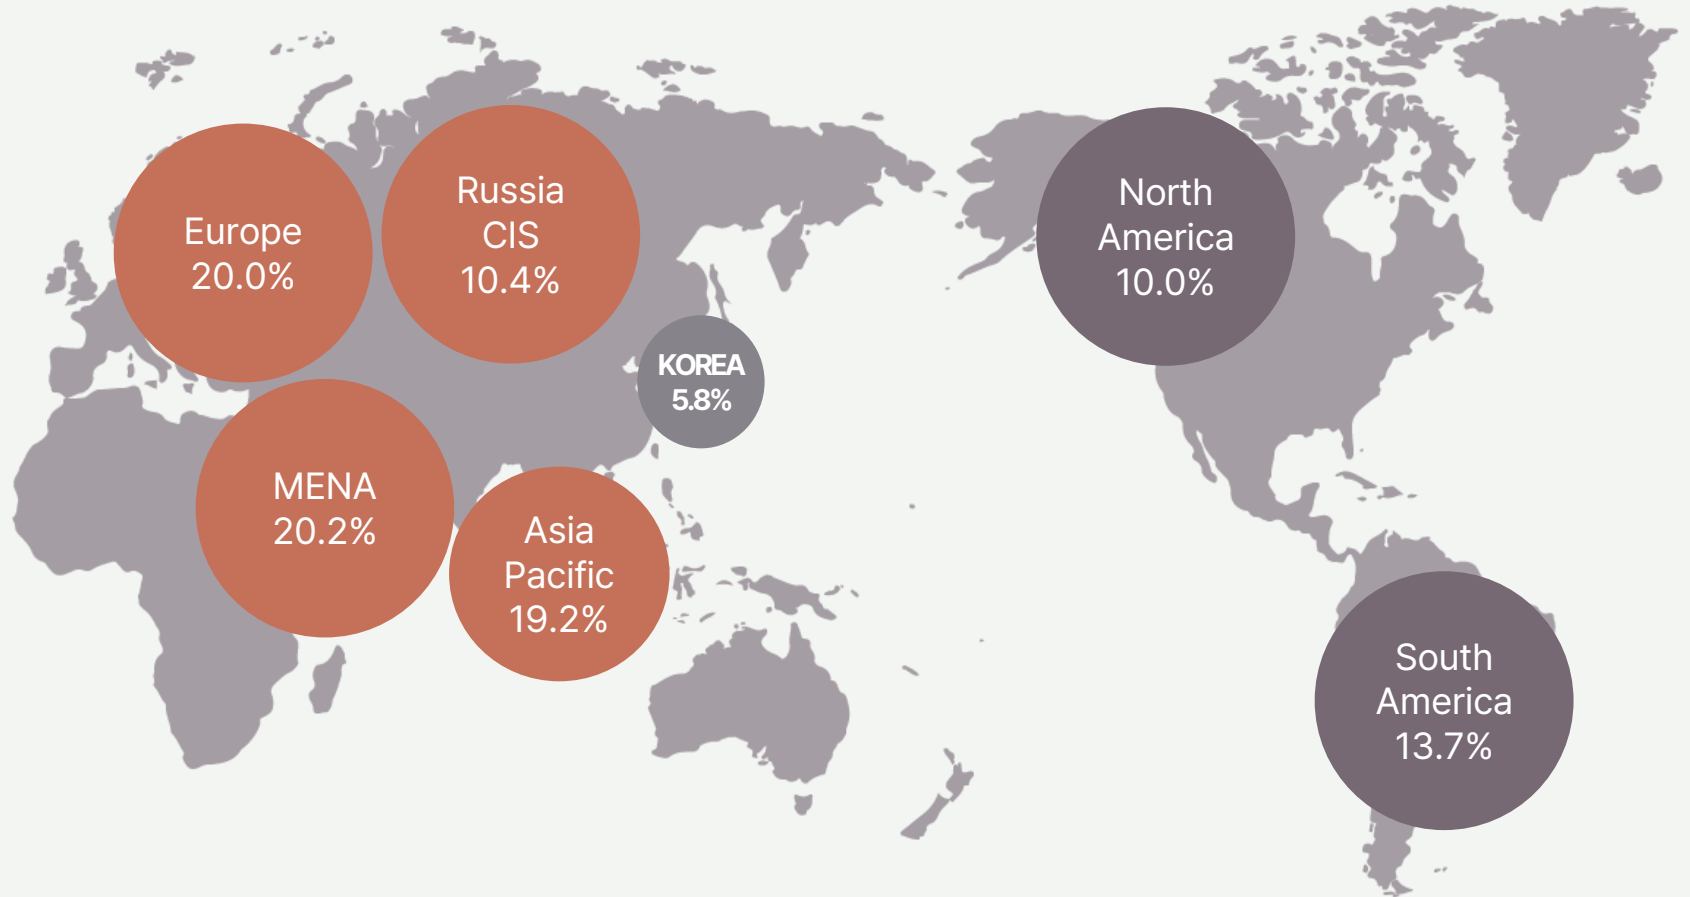 Europe
20.0%
Russia
CIS
10.4%
North
America
10.0%
KOREA
5.8%
MENA
20.2%
Asia
Pacific
19.2%
South
America
13.7%